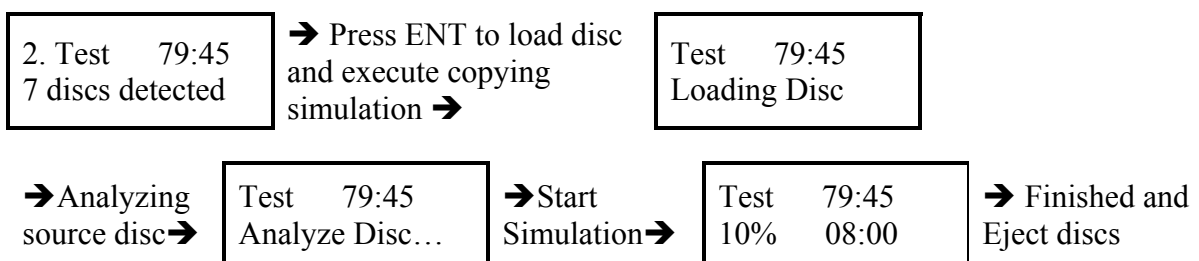 2. Test 79:45
7 discs detected
➔ Press ENT to load disc
and execute copying
simulation ➔
Test 79:45
Loading Disc
➔Analyzing
source disc➔
Test 79:45
Analyze Disc…
➔Start
Simulation➔
Test 79:45
10% 08:00
➔ Finished and
Eject discs